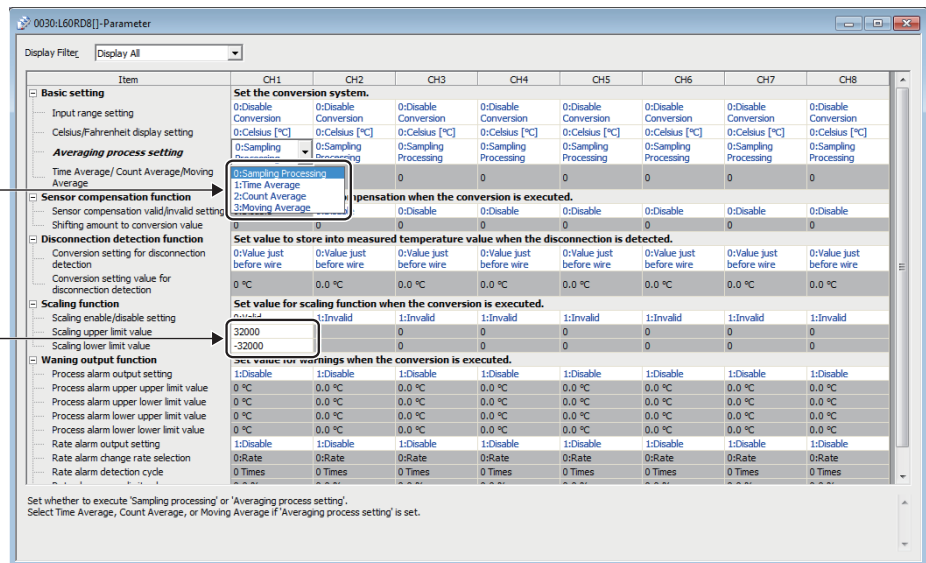 0030:L60RD8[]-Parameter
Display Filter Display All
Item CH1 CH2 CH3 CH4 CH5 CH6 CH7 CH8
Basic setting Set the conversion system.
Input range setting 0:Disable Conversion 0:Disable Conversion 0:Disable Conversion 0:Disable Conversion 0:Disable Conversion 0:Disable Conversion 0:Disable Conversion 0:Disable Conversion
Celsius/Fahrenheit display setting 0:Celsius [°C] 0:Celsius [°C] 0:Celsius [°C] 0:Celsius [°C] 0:Celsius [°C] 0:Celsius [°C] 0:Celsius [°C] 0:Celsius [°C]
Averaging process setting 0:Sampling Processing 0:Sampling Processing 0:Sampling Processing 0:Sampling Processing 0:Sampling Processing 0:Sampling Processing 0:Sampling Processing 0:Sampling Processing
0:Sampling Processing
1:Time Average
2:Count Average
3:Moving Average
Time Average/ Count Average/Moving Average 0 0 0 0 0 0
Sensor compensation function compensation when the conversion is executed.
Sensor compensation valid/invalid setting 0:Disable 0:Disable 0:Disable 0:Disable 0:Disable 0:Disable
Shifting amount to conversion value 0 0 0 0 0 0 0 0
Disconnection detection function Set value to store into measured temperature value when the disconnection is detected.
Conversion setting for disconnection detection 0:Value just before wire 0:Value just before wire 0:Value just before wire 0:Value just before wire 0:Value just before wire 0:Value just before wire 0:Value just before wire 0:Value just before wire
Conversion setting value for disconnection detection 0 °C 0.0 °C 0.0 °C 0.0 °C 0.0 °C 0.0 °C 0.0 °C 0.0 °C
Scaling function Set value for scaling function when the conversion is executed.
Scaling enable/disable setting 0:Valid 1:Invalid 1:Invalid 1:Invalid 1:Invalid 1:Invalid 1:Invalid 1:Invalid
Scaling upper limit value 32000 0 0 0 0 0 0
Scaling lower limit value -32000 0 0 0 0 0 0
Waning output function Set value for warnings when the conversion is executed.
Process alarm output setting 1:Disable 1:Disable 1:Disable 1:Disable 1:Disable 1:Disable 1:Disable 1:Disable
Process alarm upper upper limit value 0 °C 0.0 °C 0.0 °C 0.0 °C 0.0 °C 0.0 °C 0.0 °C 0.0 °C
Process alarm upper lower limit value 0 °C 0.0 °C 0.0 °C 0.0 °C 0.0 °C 0.0 °C 0.0 °C 0.0 °C
Process alarm lower upper limit value 0 °C 0.0 °C 0.0 °C 0.0 °C 0.0 °C 0.0 °C 0.0 °C 0.0 °C
Process alarm lower lower limit value 0 °C 0.0 °C 0.0 °C 0.0 °C 0.0 °C 0.0 °C 0.0 °C 0.0 °C
Rate alarm output setting 1:Disable 1:Disable 1:Disable 1:Disable 1:Disable 1:Disable 1:Disable 1:Disable
Rate alarm change rate selection 0:Rate 0:Rate 0:Rate 0:Rate 0:Rate 0:Rate 0:Rate 0:Rate
Rate alarm detection cycle 0 Times 0 Times 0 Times 0 Times 0 Times 0 Times 0 Times 0 Times
Set whether to execute 'Sampling processing' or 'Averaging process setting'.
Select Time Average, Count Average, or Moving Average if 'Averaging process setting' is set.